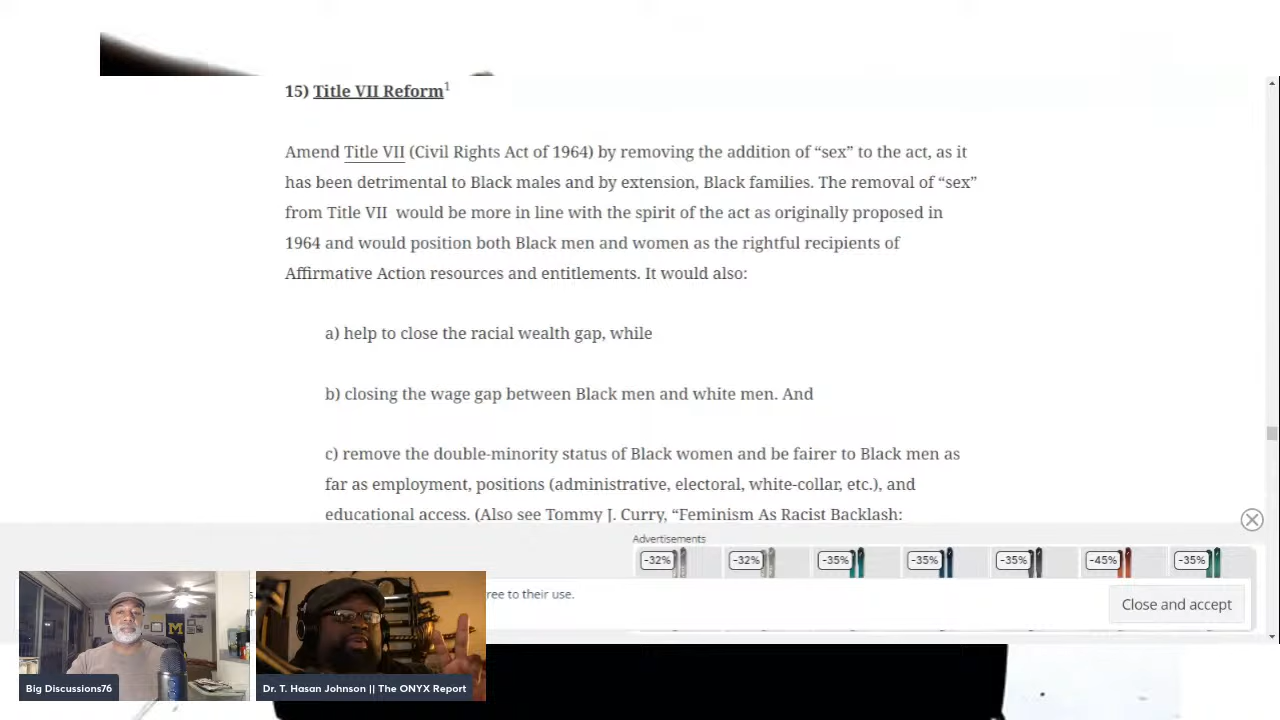 15) Title VII Reform1
Amend Title VII (Civil Rights Act of 1964) by removing the addition of “sex” to the act, as it
has been detrimental to Black males and by extension, Black families. The removal of “sex”
from Title VII would be more in line with the spirit of the act as originally proposed in
1964 and would position both Black men and women as the rightful recipients of
Affirmative Action resources and entitlements. It would also:
a) help to close the racial wealth gap, while
b) closing the wage gap between Black men and white men. And
c) remove the double-minority status of Black women and be fairer to Black men as
far as employment, positions (administrative, electoral, white-collar, etc.), and
educational access. (Also see Tommy J. Curry, “Feminism As Racist Backlash:
Advertisements
-32% -32% -35% -35% -35% -45% -35%
ree to their use.
Close and accept
M
Big Discussions76
Dr. T. Hasan Johnson || The ONYX Report